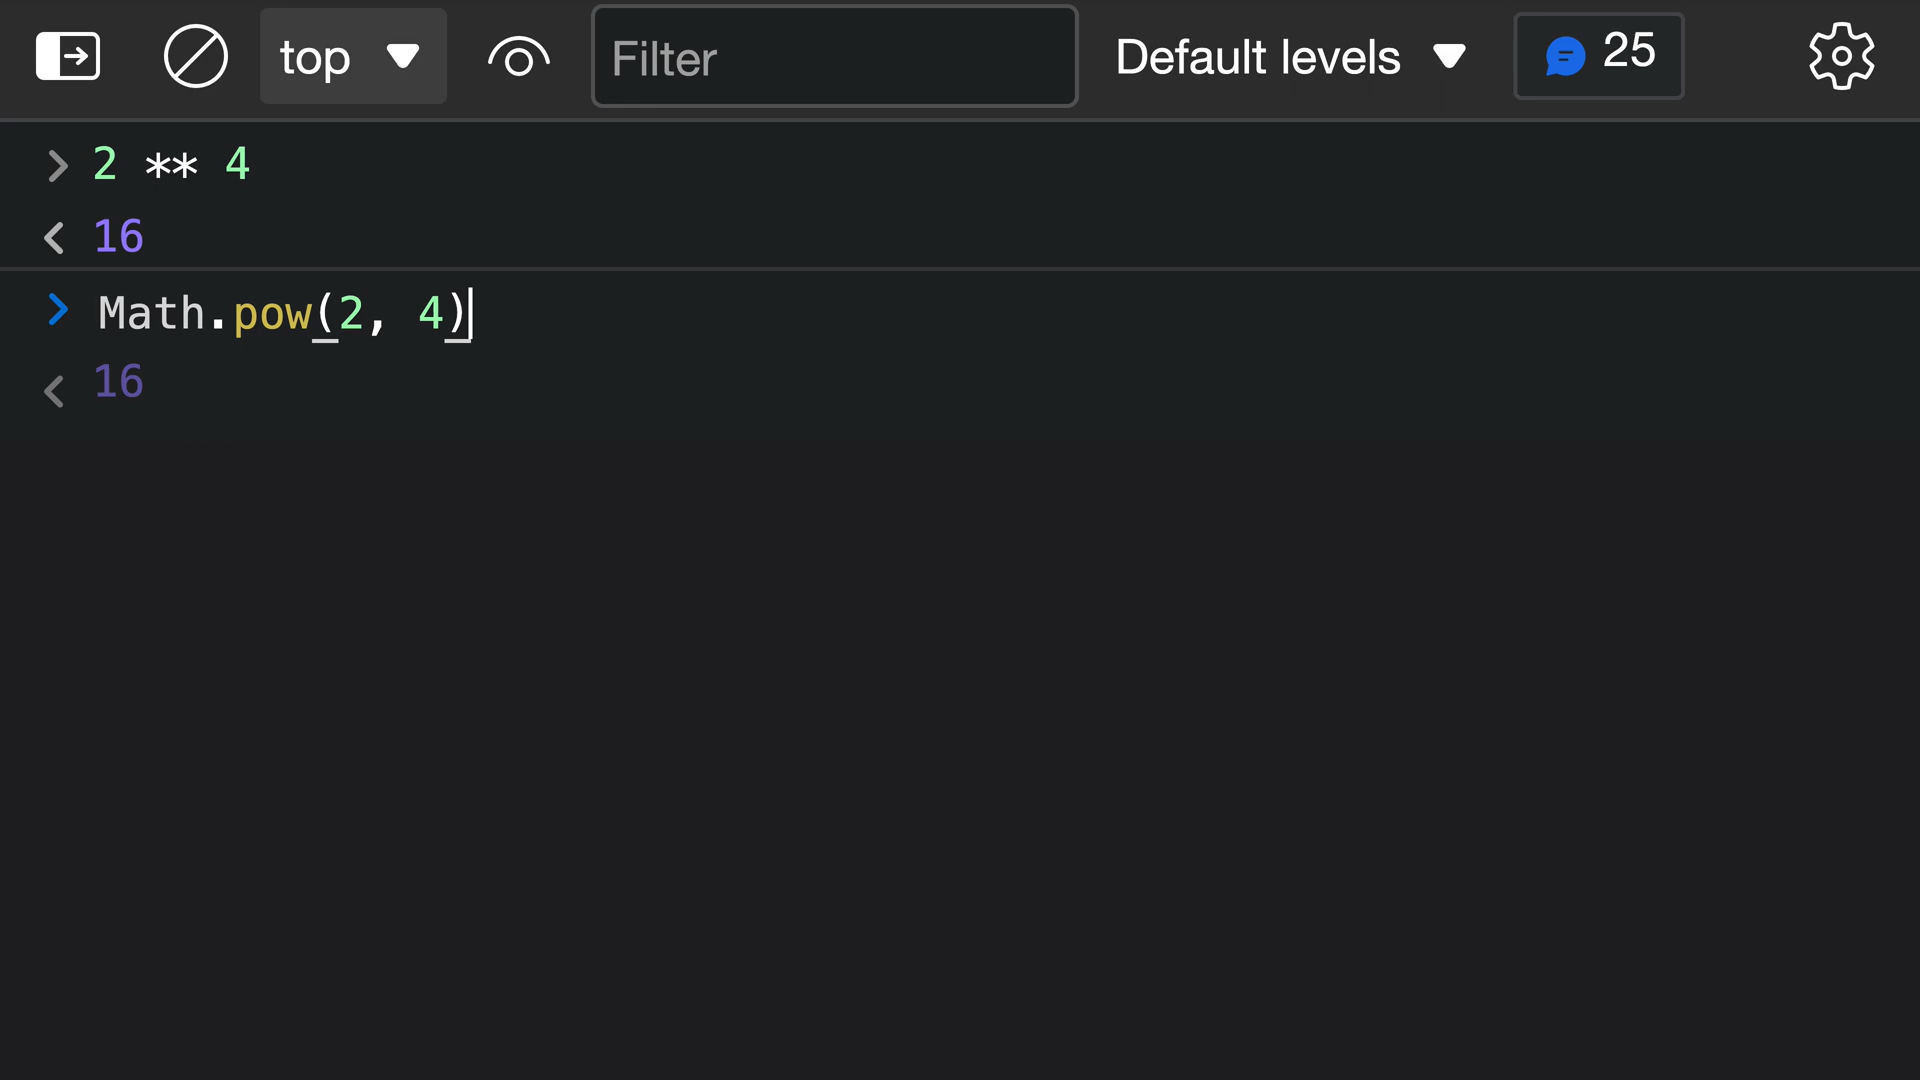 top Filter Default levels 25
> 2 ** 4
< 16
> Math.pow(2, 4)
< 16